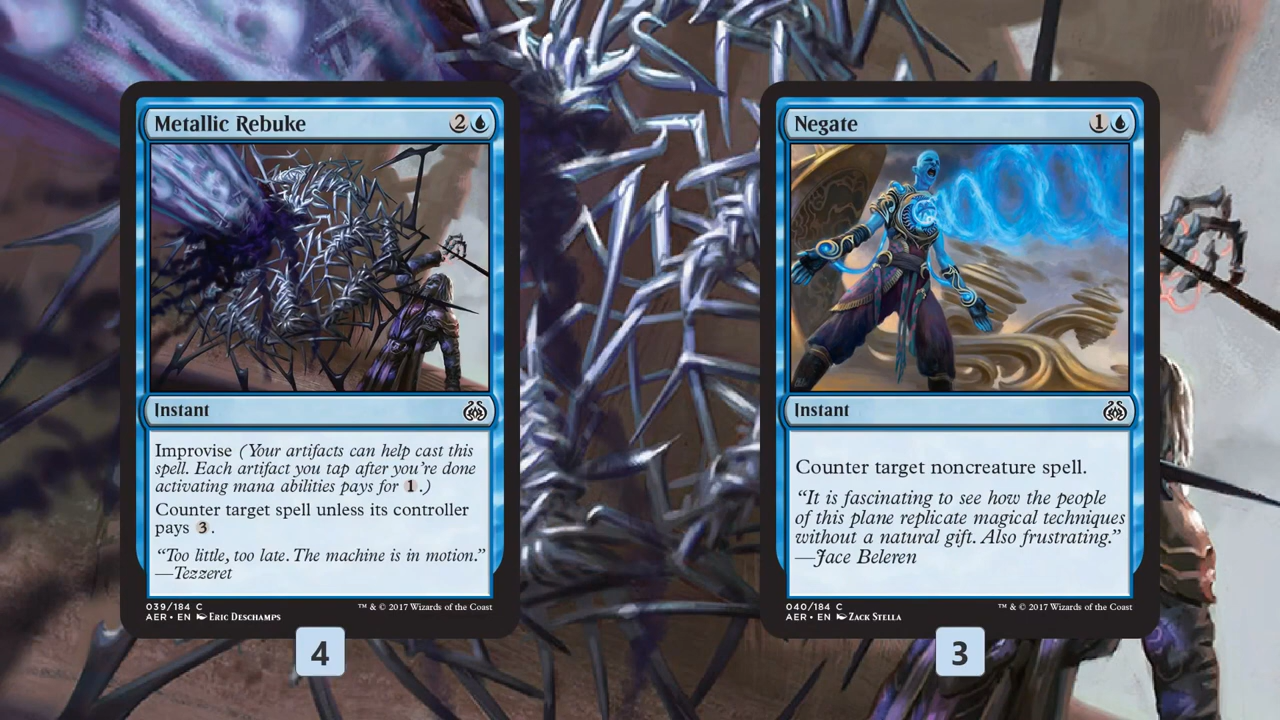 Metallic Rebuke 2
Instant
Improvise (Your artifacts can help cast this
spell. Each artifact you tap after you're done
activating mana abilities pays for 1.)
Counter target spell unless its controller
pays 3.
"Too little, too late. The machine is in motion."
—Tezzeret
039/184 C
AER • EN Eric Deschamps
™ & © 2017 Wizards of the Coast
4
Negate 1
Instant
Counter target noncreature spell.
"It is fascinating to see how the people
of this plane replicate magical techniques
without a natural gift. Also frustrating."
—Jace Beleren
040/184 C
AER • EN Zack Stella
™ & © 2017 Wizards of the Coast
3